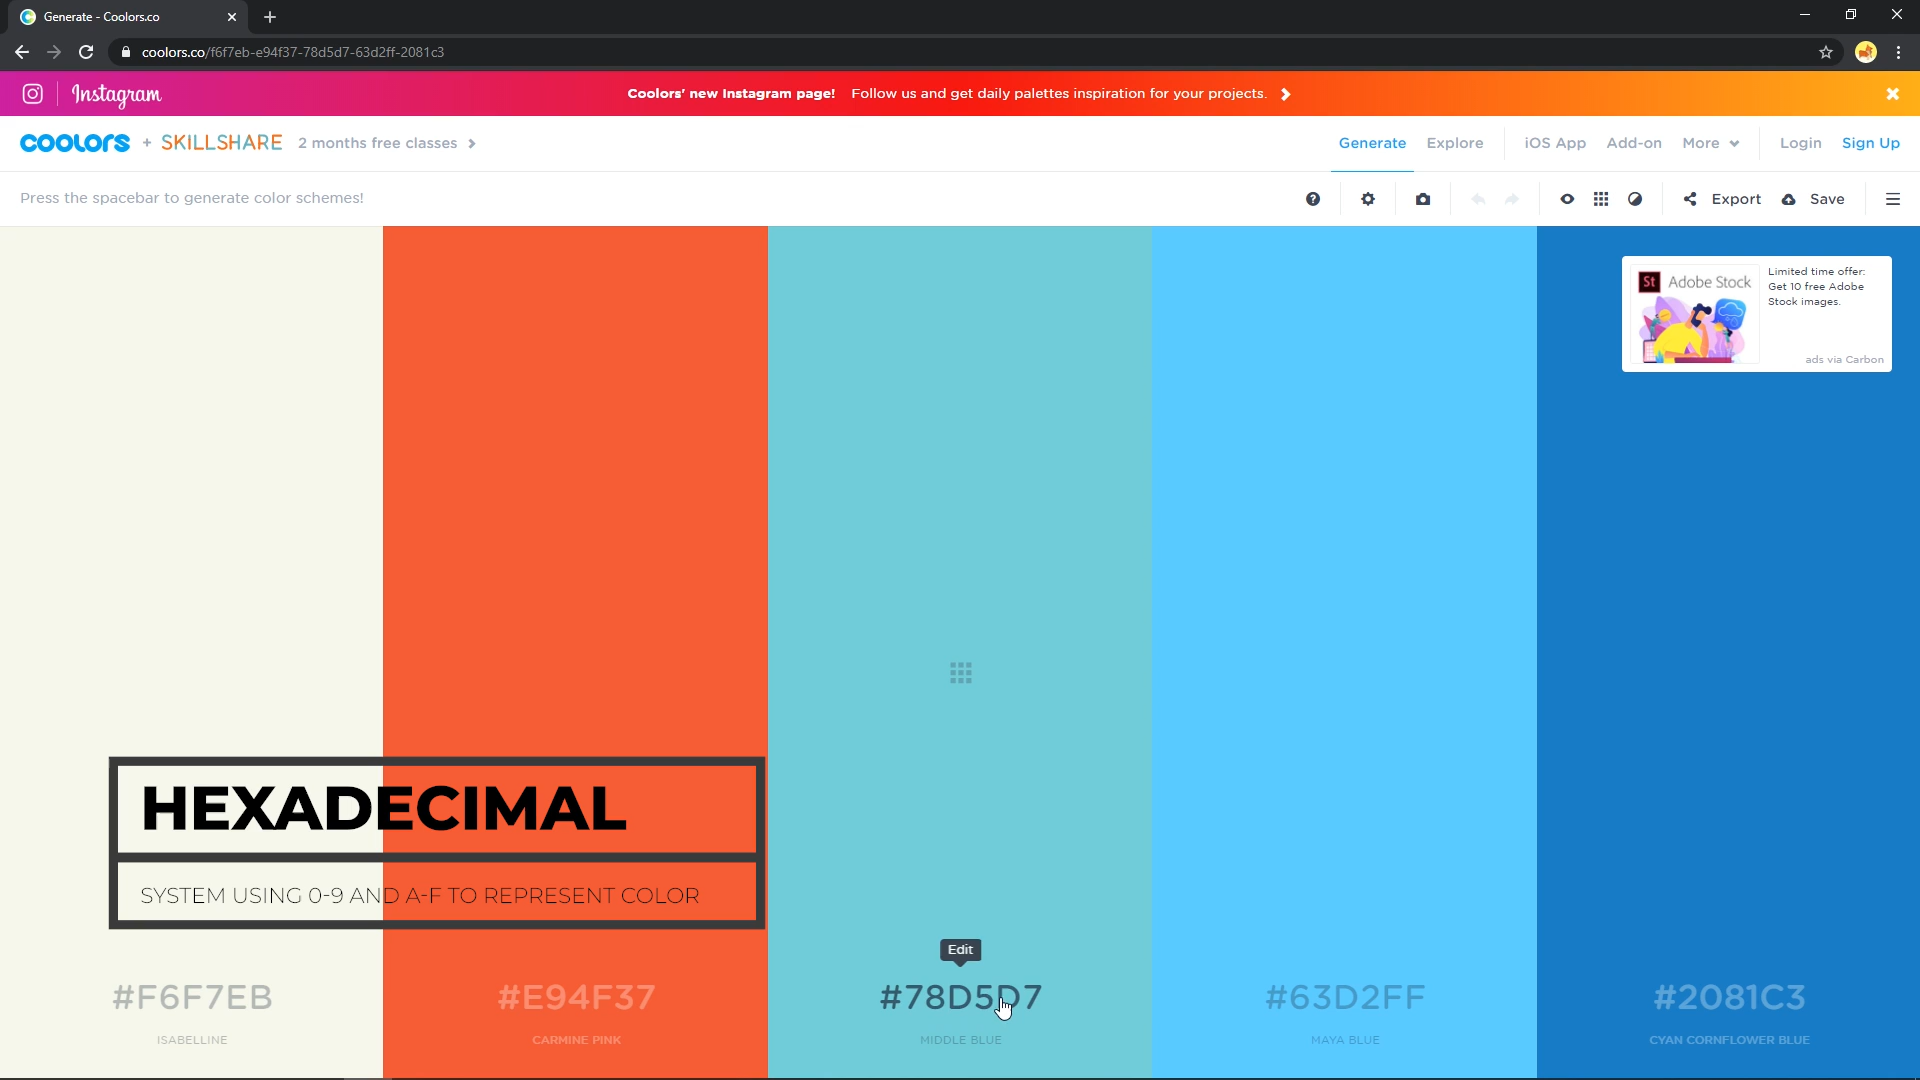 Generate - Coolors.co
coolors.co/f6f7eb-e94f37-78d5d7-63d2ff-2081c3
Instagram
Coolors' new Instagram page! Follow us and get daily palettes inspiration for your projects.
coolors + SKILLSHARE 2 months free classes
Generate Explore iOS App Add-on More Login Sign Up
Press the spacebar to generate color schemes!
Export Save
St Adobe Stock
Limited time offer:
Get 10 free Adobe
Stock images.
ads via Carbon
HEXADECIMAL
SYSTEM USING 0-9 AND A-F TO REPRESENT COLOR
Edit
#F6F7EB #E94F37 #78D5D7 #63D2FF #2081C3
ISABELLINE CARMINE PINK MIDDLE BLUE MAYA BLUE CYAN CORNFLOWER BLUE